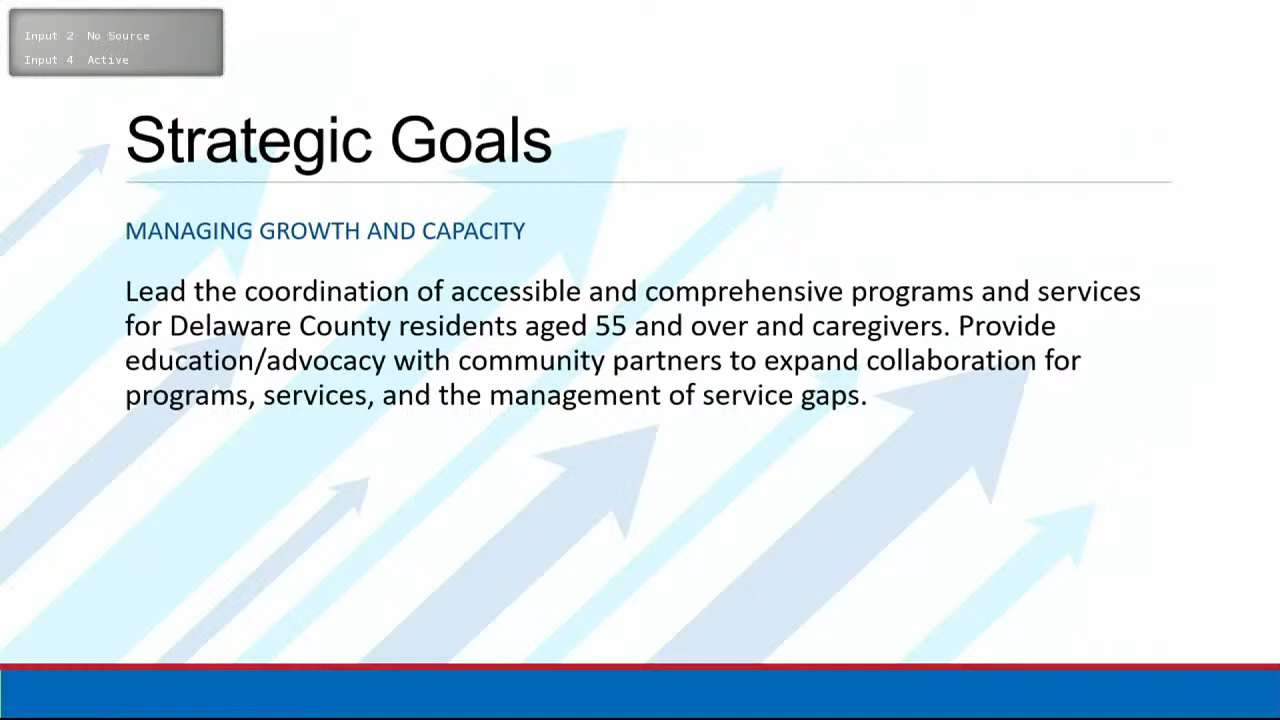 Input 2  No Source
Input 4  Active
Strategic Goals
MANAGING GROWTH AND CAPACITY
Lead the coordination of accessible and comprehensive programs and services
for Delaware County residents aged 55 and over and caregivers. Provide
education/advocacy with community partners to expand collaboration for
programs, services, and the management of service gaps.